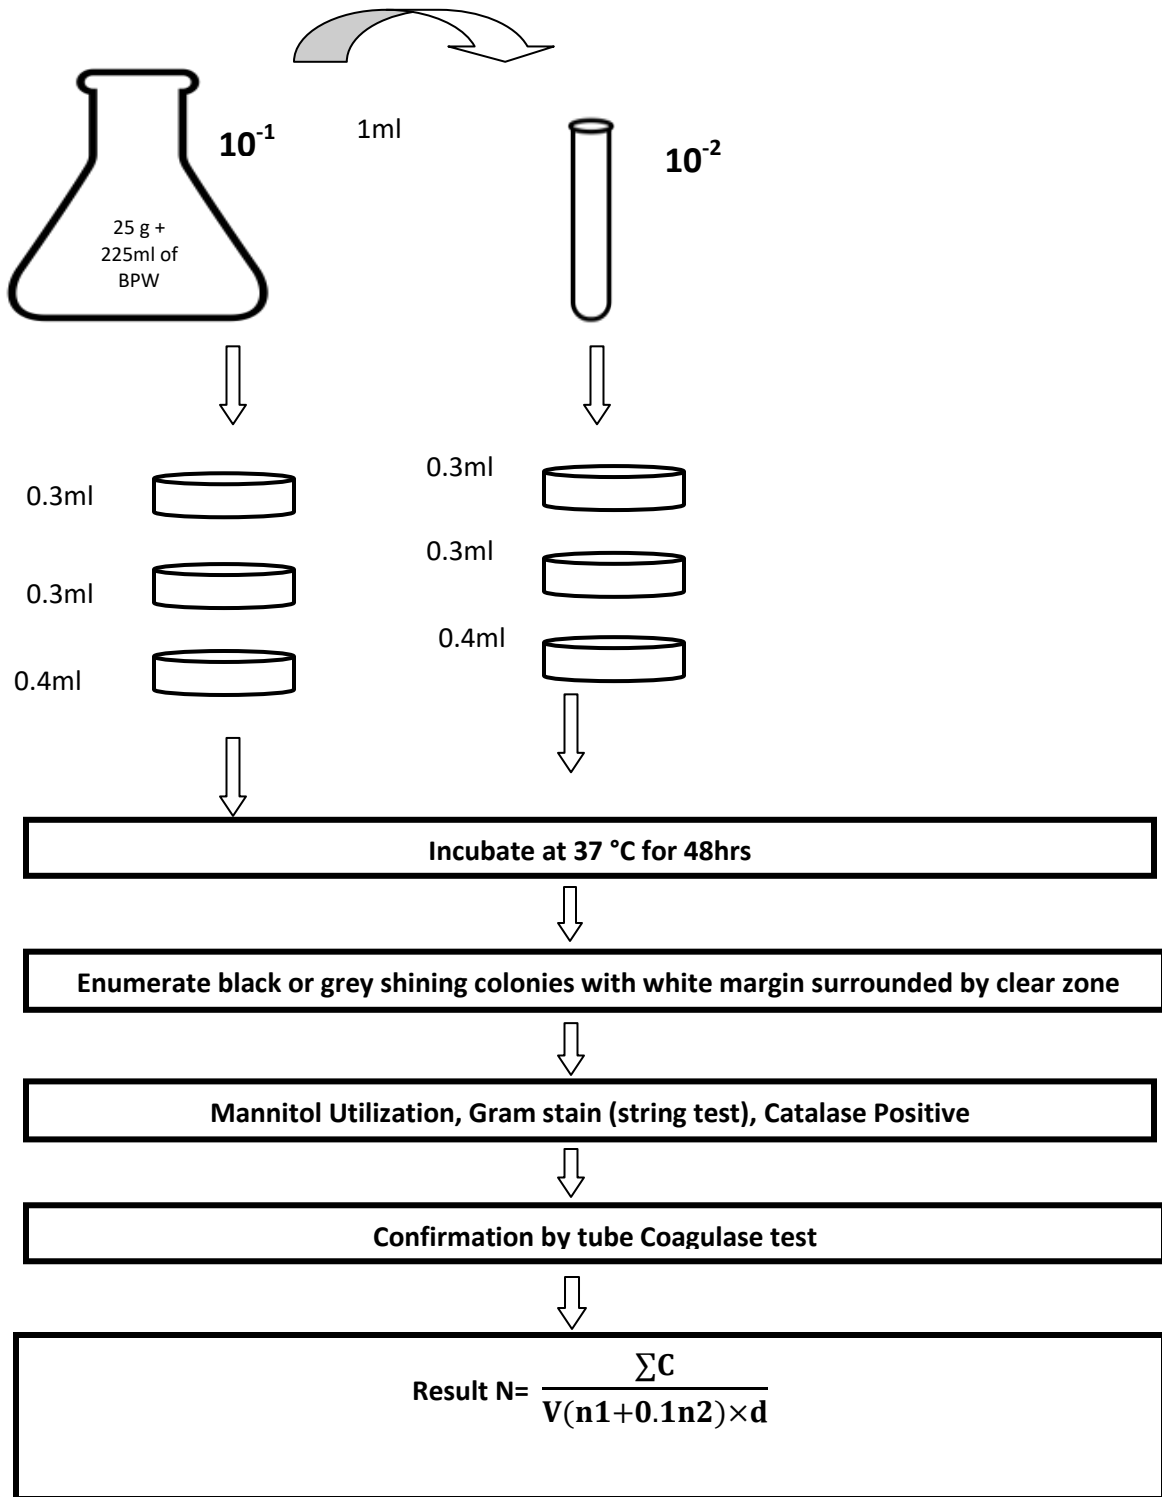 10⁻¹
1ml
10⁻²
25 g +
225ml of
BPW
0.3ml
0.3ml
0.3ml
0.3ml
0.4ml
0.4ml
Incubate at 37 °C for 48hrs
Enumerate black or grey shining colonies with white margin surrounded by clear zone
Mannitol Utilization, Gram stain (string test), Catalase Positive
Confirmation by tube Coagulase test
Result N= ∑C / V(n1+0.1n2)×d